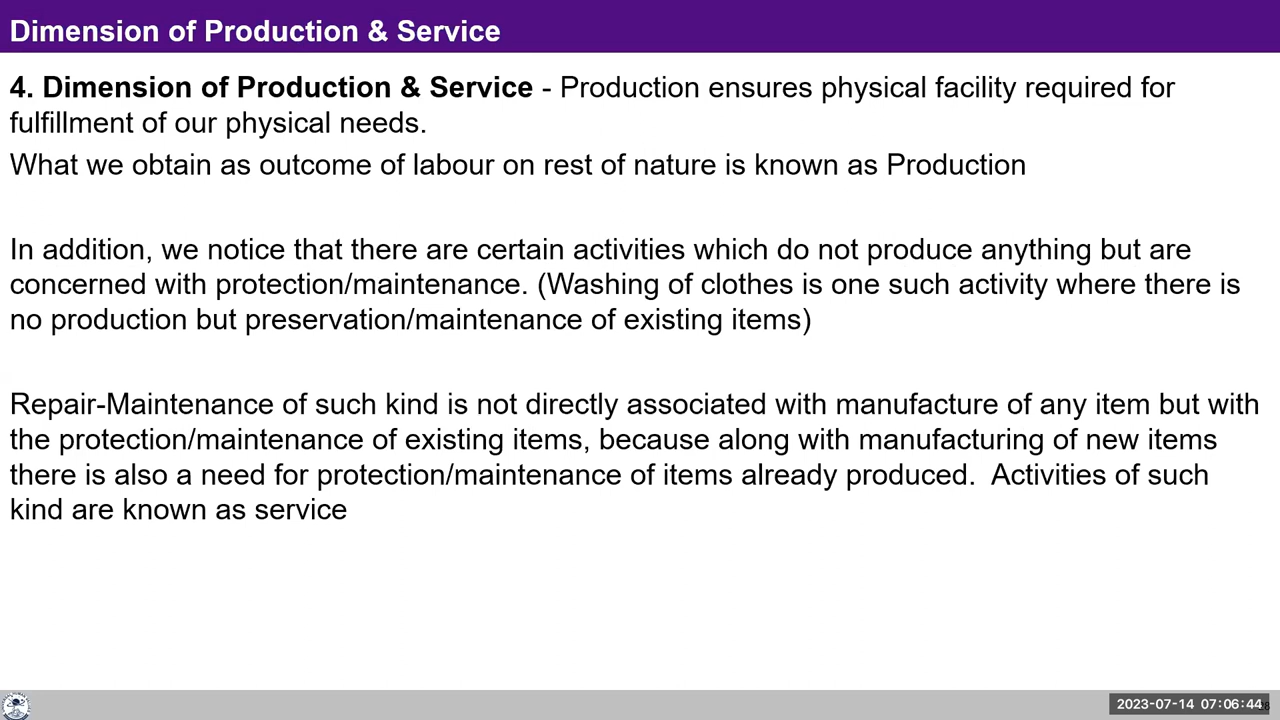 Dimension of Production & Service
4. Dimension of Production & Service - Production ensures physical facility required for
fulfillment of our physical needs.
What we obtain as outcome of labour on rest of nature is known as Production
In addition, we notice that there are certain activities which do not produce anything but are
concerned with protection/maintenance. (Washing of clothes is one such activity where there is
no production but preservation/maintenance of existing items)
Repair-Maintenance of such kind is not directly associated with manufacture of any item but with
the protection/maintenance of existing items, because along with manufacturing of new items
there is also a need for protection/maintenance of items already produced.  Activities of such
kind are known as service
2023-07-14 07:06:44